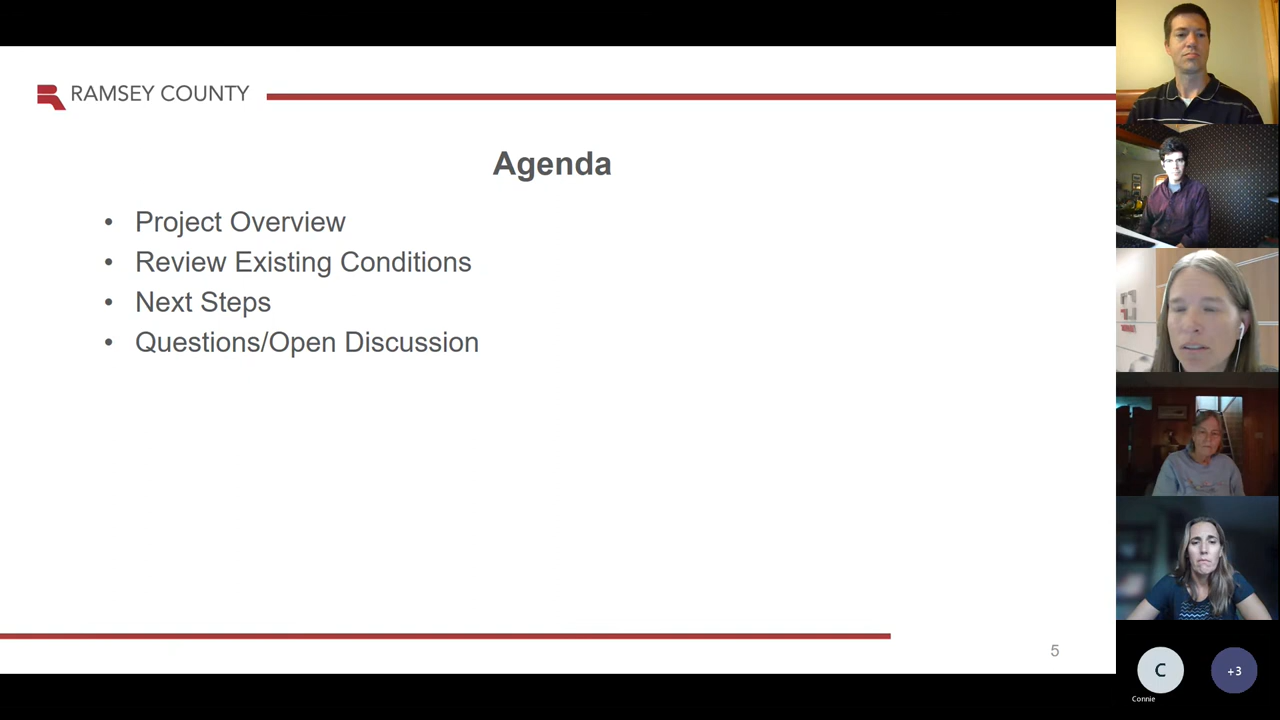 RAMSEY COUNTY
Agenda
• Project Overview
• Review Existing Conditions
• Next Steps
• Questions/Open Discussion
5
C
+3
Connie